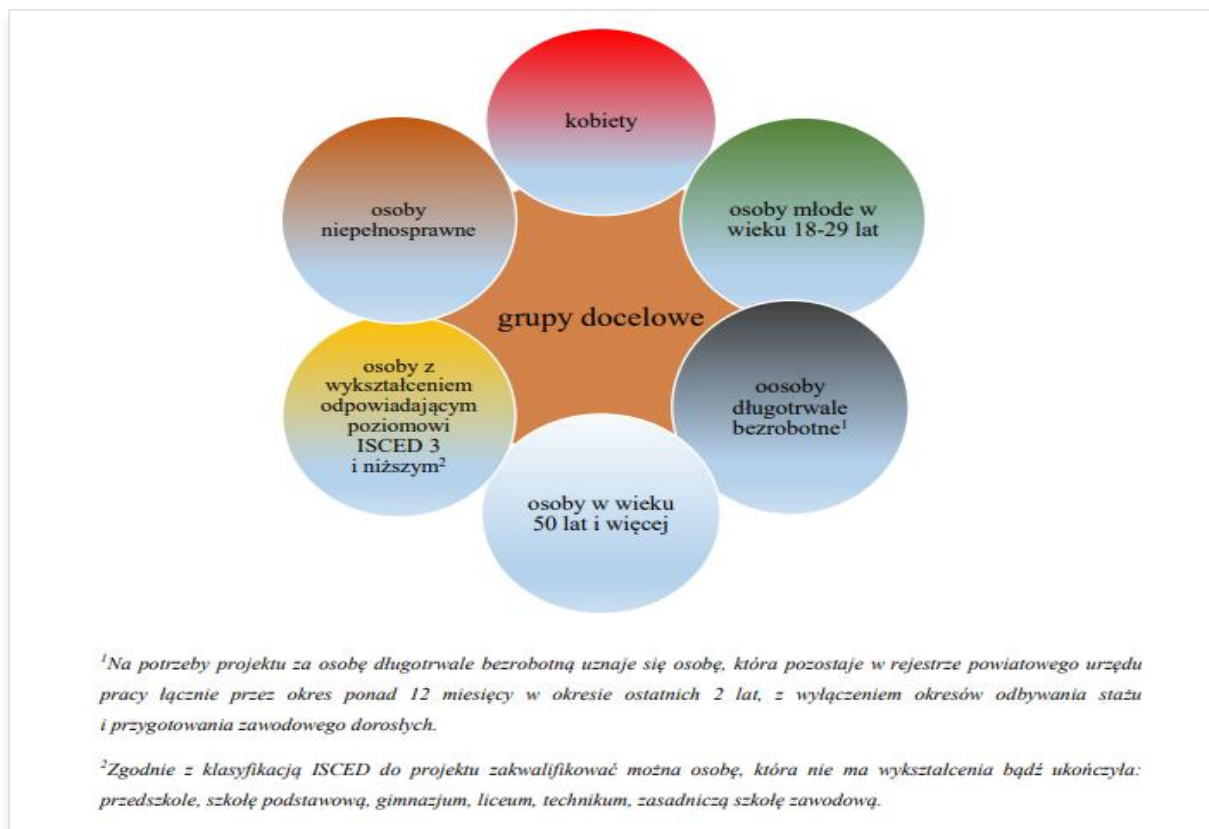 kobiety
osoby młode w
wieku 18-29 lat
oosoby
długotrwale
bezrobotne¹
osoby w wieku
50 lat i więcej
osoby z
wykształceniem
odpowiadającym
poziomowi
ISCED 3
i niższym²
osoby
niepełnosprawne
grupy docelowe
¹Na potrzeby projektu za osobę długotrwale bezrobotną uznaje się osobę, która pozostaje w rejestrze powiatowego urzędu
pracy łącznie przez okres ponad 12 miesięcy w okresie ostatnich 2 lat, z wyłączeniem okresów odbywania stażu
i przygotowania zawodowego dorosłych.
²Zgodnie z klasyfikacją ISCED do projektu zakwalifikować można osobę, która nie ma wykształcenia bądź ukończyła:
przedszkole, szkołę podstawową, gimnazjum, liceum, technikum, zasadniczą szkołę zawodową.